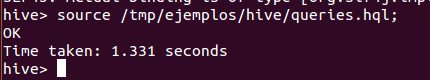 hive> source /tmp/ejemplos/hive/queries.hql;
OK
Time taken: 1.331 seconds
hive>